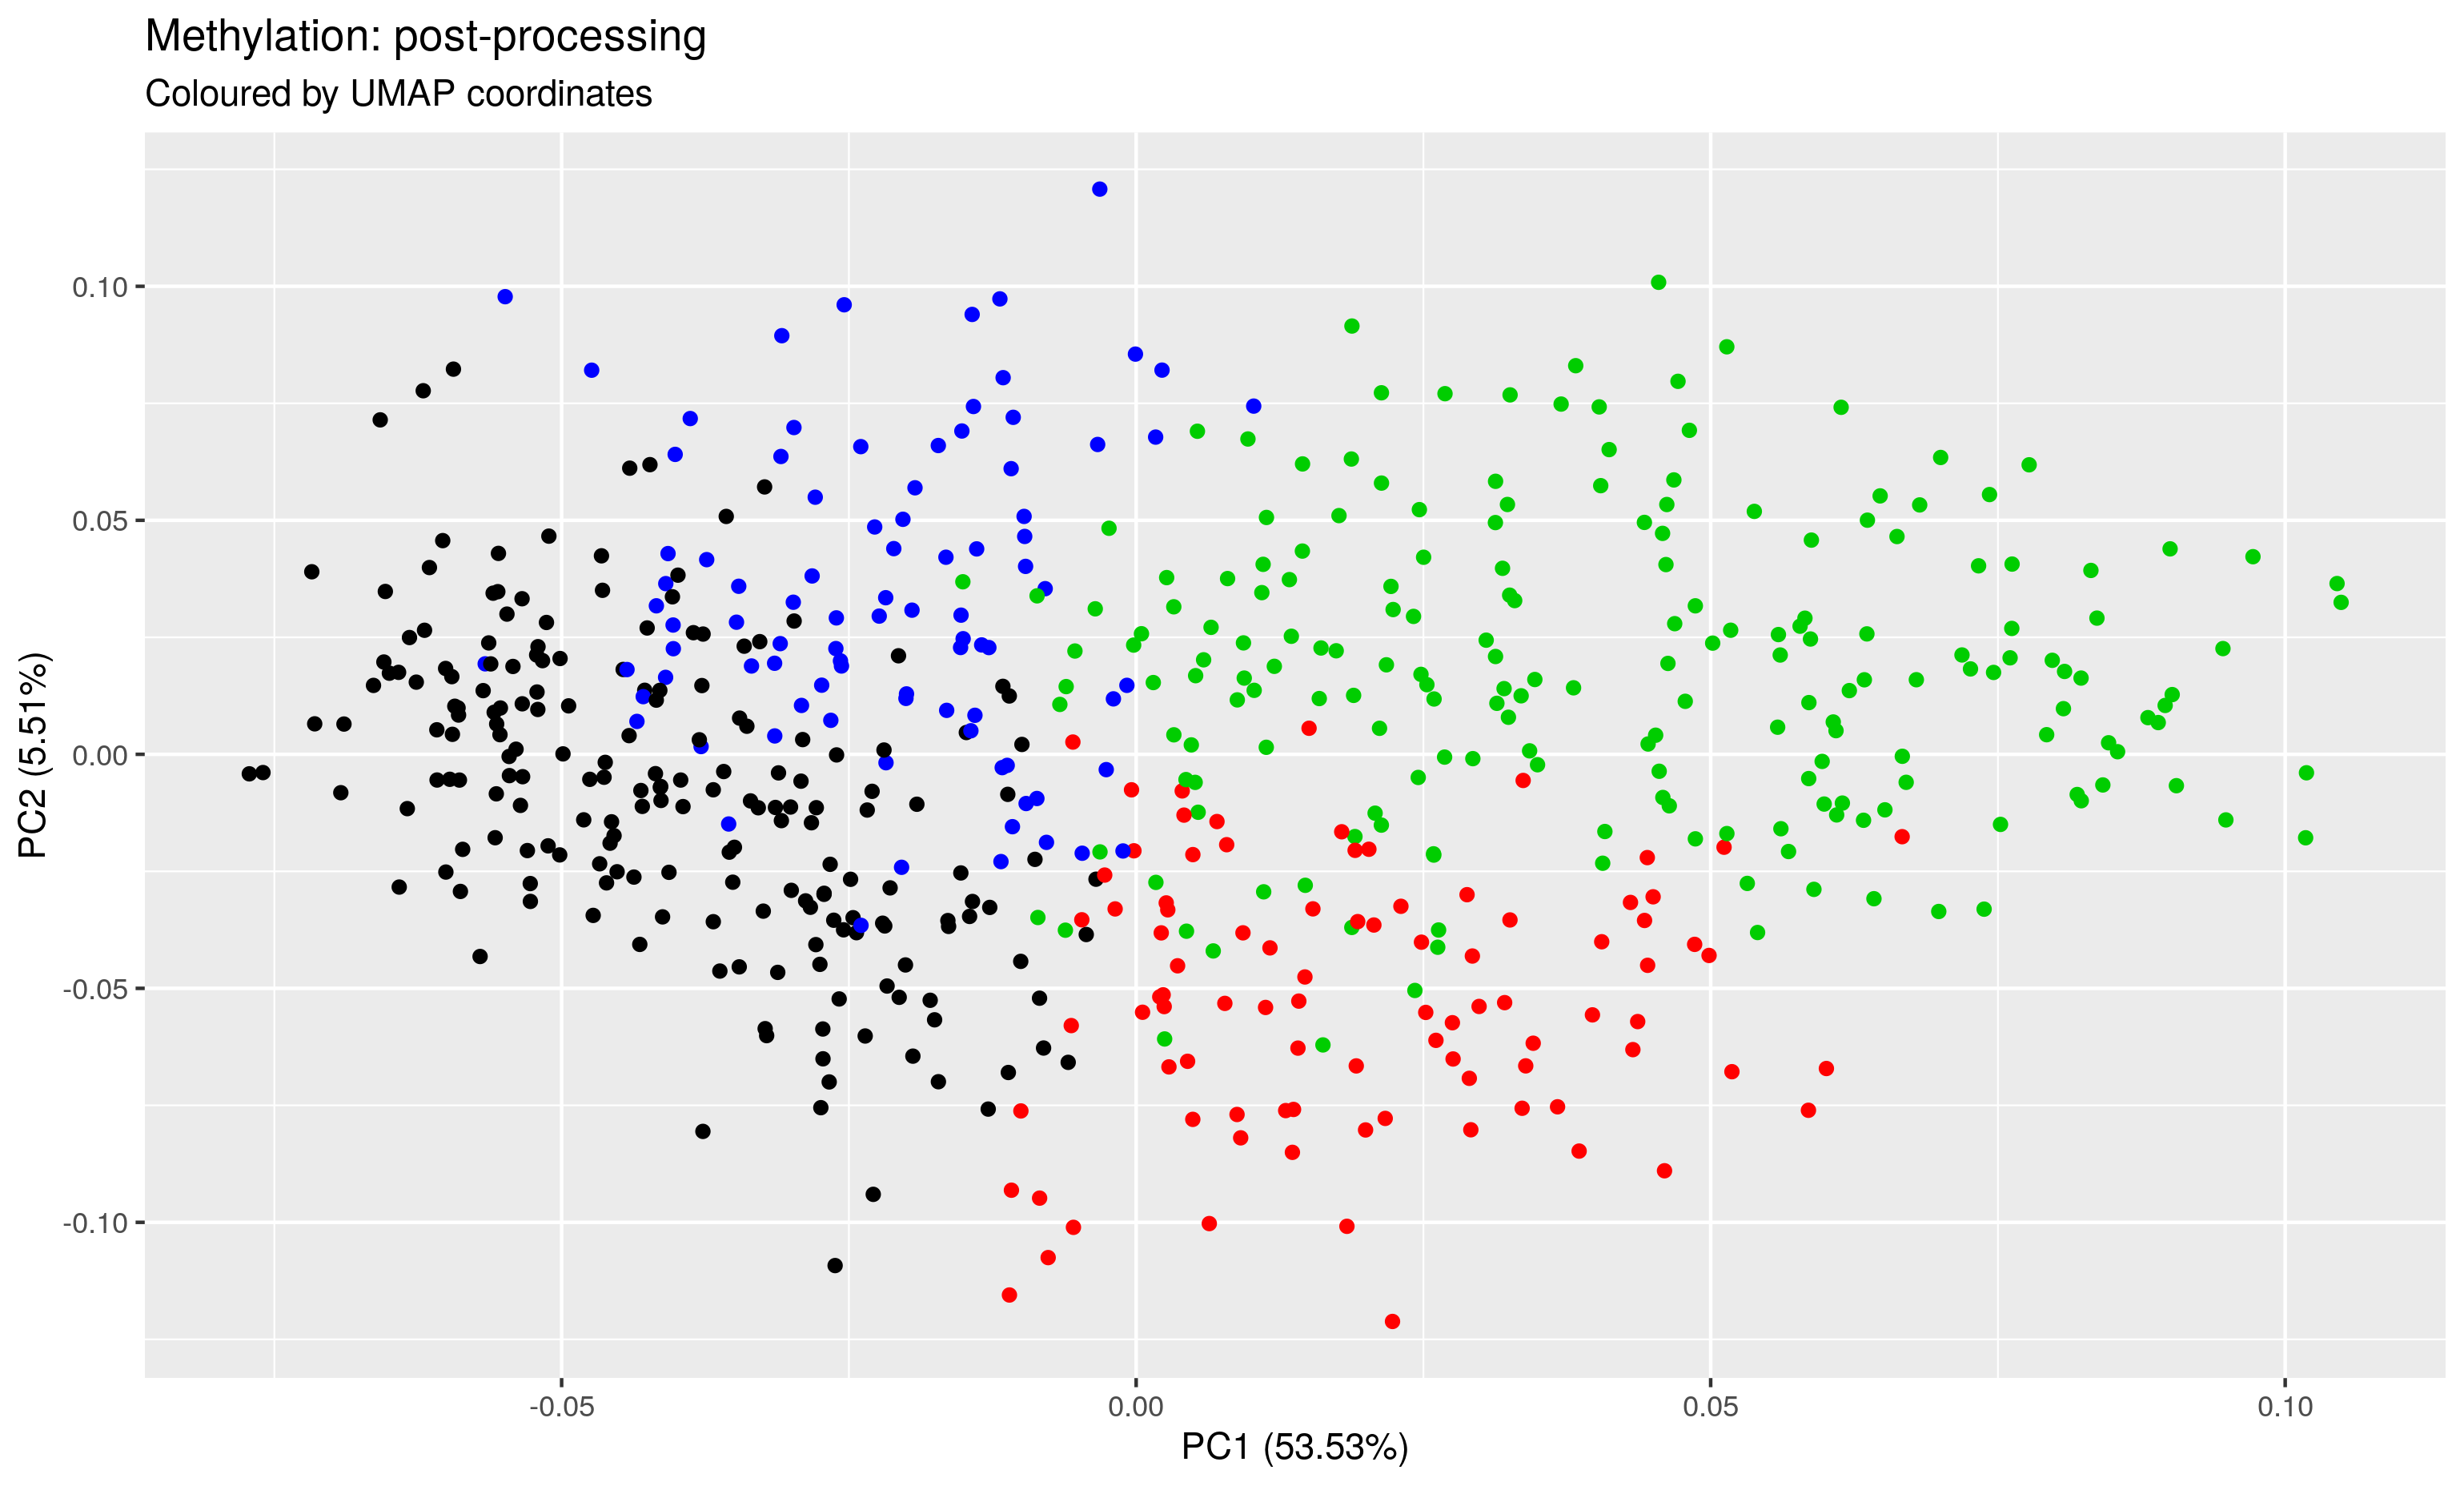 Methylation: post-processing
Coloured by UMAP coordinates
PC2 (5.51%)
0.10
0.05
0.00
-0.05
-0.10
-0.05
0.00
0.05
0.10
PC1 (53.53%)